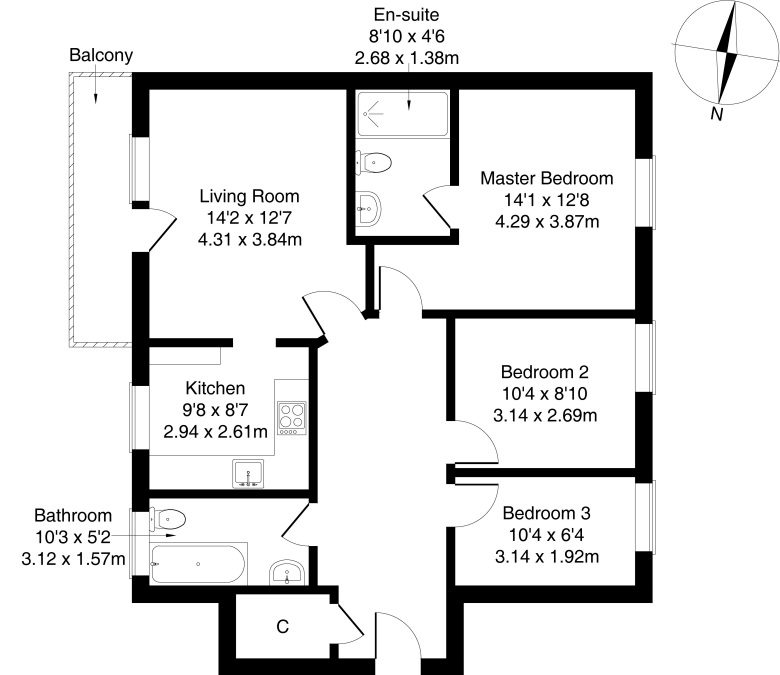 En-suite
8'10 x 4'6
2.68 x 1.38m
Balcony
N
Living Room
14'2 x 12'7
4.31 x 3.84m
Master Bedroom
14'1 x 12'8
4.29 x 3.87m
Kitchen
9'8 x 8'7
2.94 x 2.61m
Bedroom 2
10'4 x 8'10
3.14 x 2.69m
Bathroom
10'3 x 5'2
3.12 x 1.57m
Bedroom 3
10'4 x 6'4
3.14 x 1.92m
C